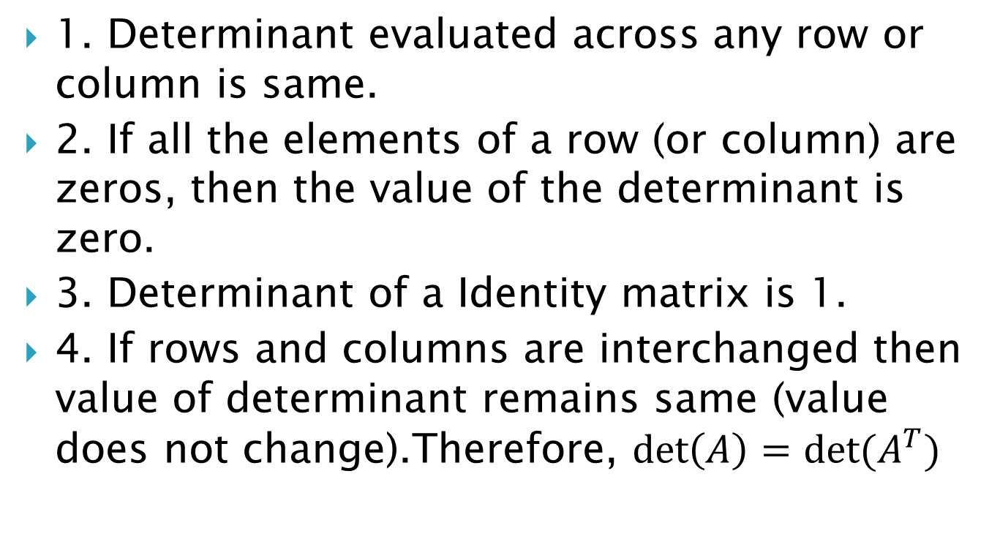 1. Determinant evaluated across any row or
column is same.
2. If all the elements of a row (or column) are
zeros, then the value of the determinant is
zero.
3. Determinant of a Identity matrix is 1.
4. If rows and columns are interchanged then
value of determinant remains same (value
does not change).Therefore, det(A) = det(Aᵀ)